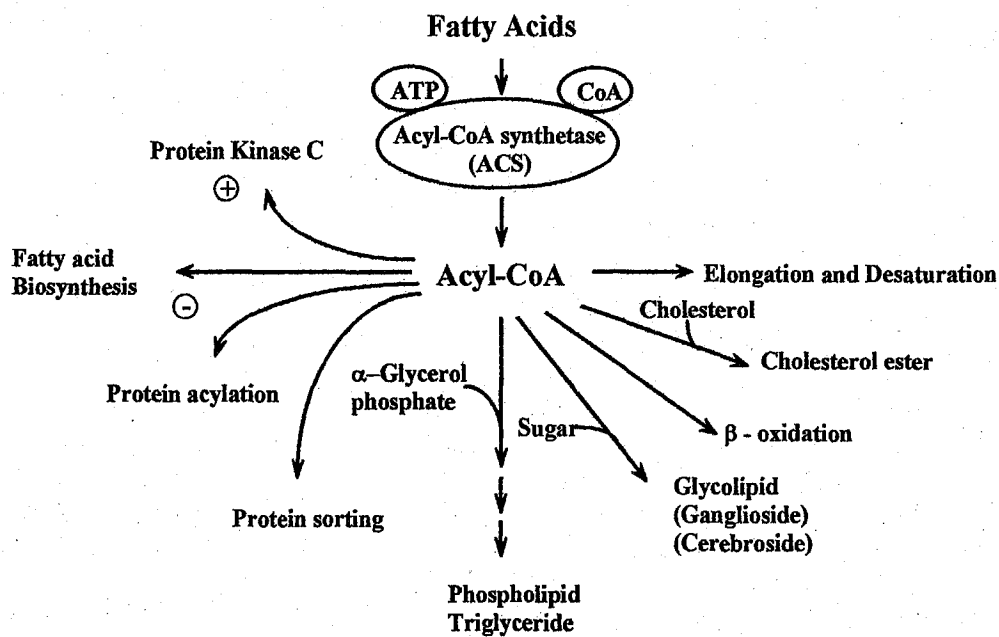 Fatty Acids
ATP
CoA
Acyl-CoA synthetase
(ACS)
Protein Kinase C
+
Fatty acid
Biosynthesis
-
Acyl-CoA
Elongation and Desaturation
Cholesterol
Cholesterol ester
Protein acylation
α–Glycerol
phosphate
Sugar
β - oxidation
Protein sorting
Glycolipid
(Ganglioside)
(Cerebroside)
Phospholipid
Triglyceride